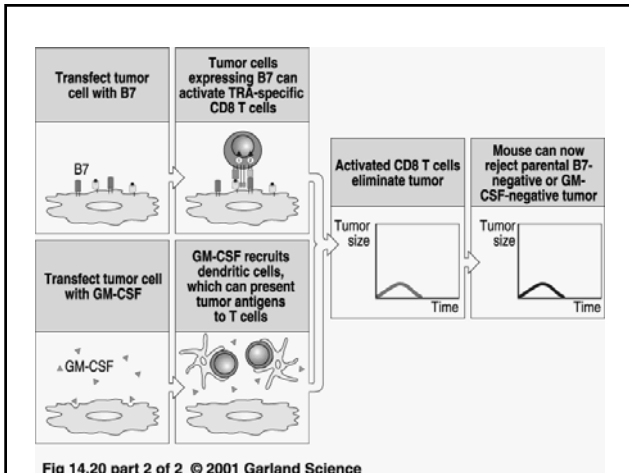 Transfect tumor
cell with B7
B7
Tumor cells
expressing B7 can
activate TRA-specific
CD8 T cells
Transfect tumor cell
with GM-CSF
GM-CSF
GM-CSF recruits
dendritic cells,
which can present
tumor antigens
to T cells
Activated CD8 T cells
eliminate tumor
Tumor
size
Time
Mouse can now
reject parental B7-
negative or GM-
CSF-negative tumor
Tumor
size
Time
Fig 14.20 part 2 of 2 © 2001 Garland Science